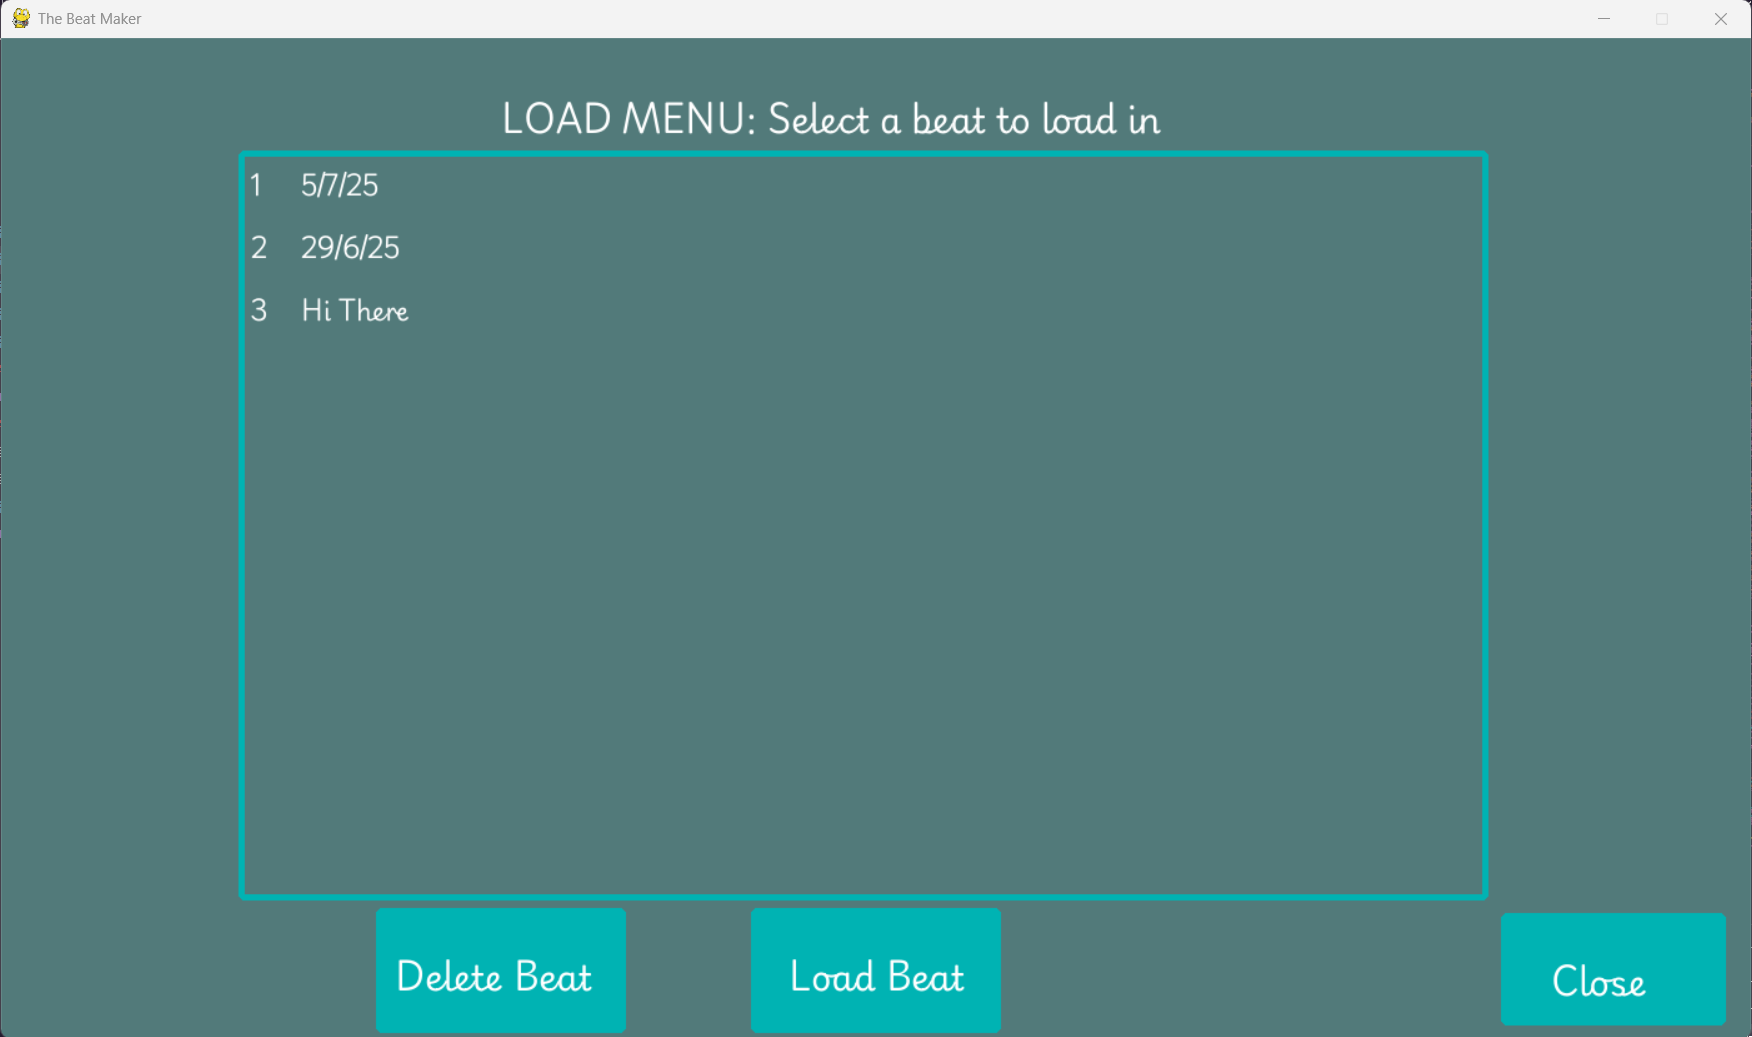 The Beat Maker
LOAD MENU: Select a beat to load in
1 5/7/25
2 29/6/25
3 Hi There
Delete Beat
Load Beat
Close